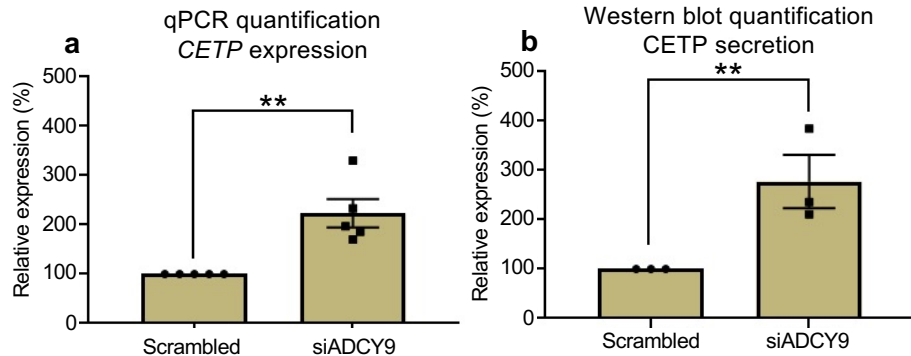 a
qPCR quantification
CETP expression
Relative expression (%)
500
400
300
200
100
0
**
Scrambled
siADCY9
b
Western blot quantification
CETP secretion
Relative expression (%)
500
400
300
200
100
0
**
Scrambled
siADCY9